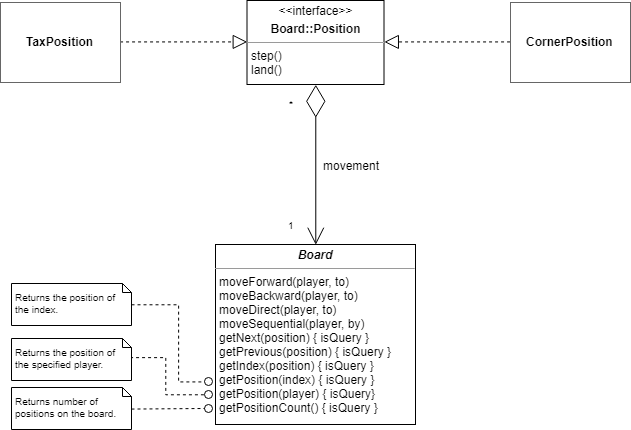 <<interface>>
Board::Position
TaxPosition
CornerPosition
step()
land()
*
movement
1
Board
moveForward(player, to)
moveBackward(player, to)
moveDirect(player, to)
moveSequential(player, by)
getNext(position) { isQuery }
getPrevious(position) { isQuery }
getIndex(position) { isQuery }
getPosition(index) { isQuery }
getPosition(player) { isQuery}
getPositionCount() { isQuery }
Returns the position of
the index.
Returns the position of
the specified player.
Returns number of
positions on the board.